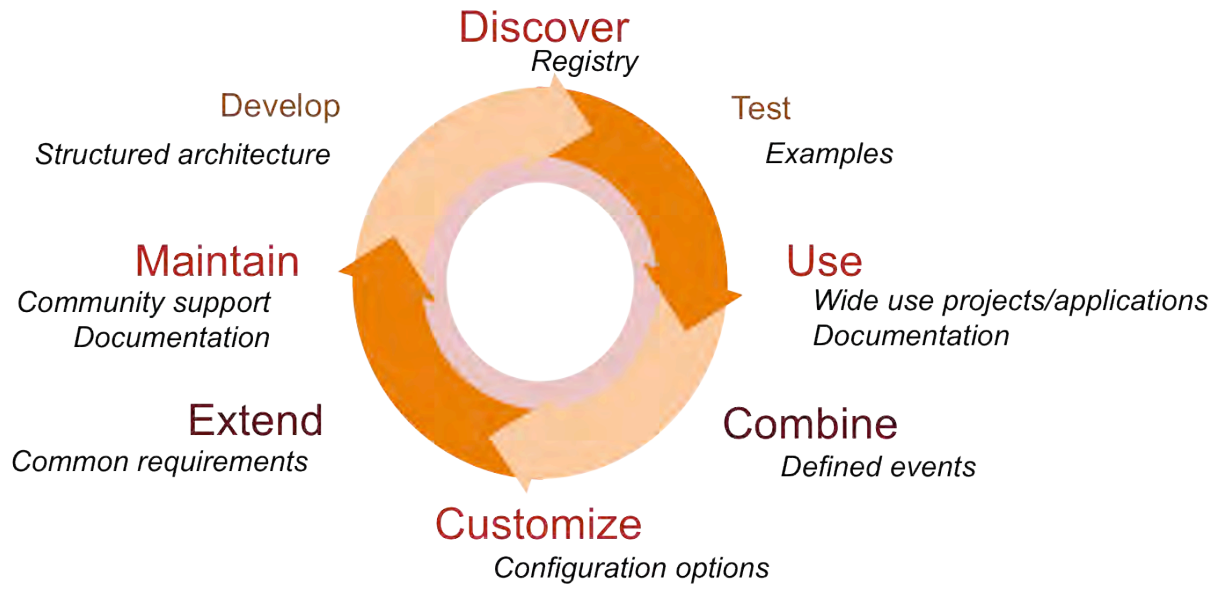 Discover
Registry
Develop
Structured architecture
Test
Examples
Maintain
Community support
Documentation
Use
Wide use projects/applications
Documentation
Extend
Common requirements
Combine
Defined events
Customize
Configuration options